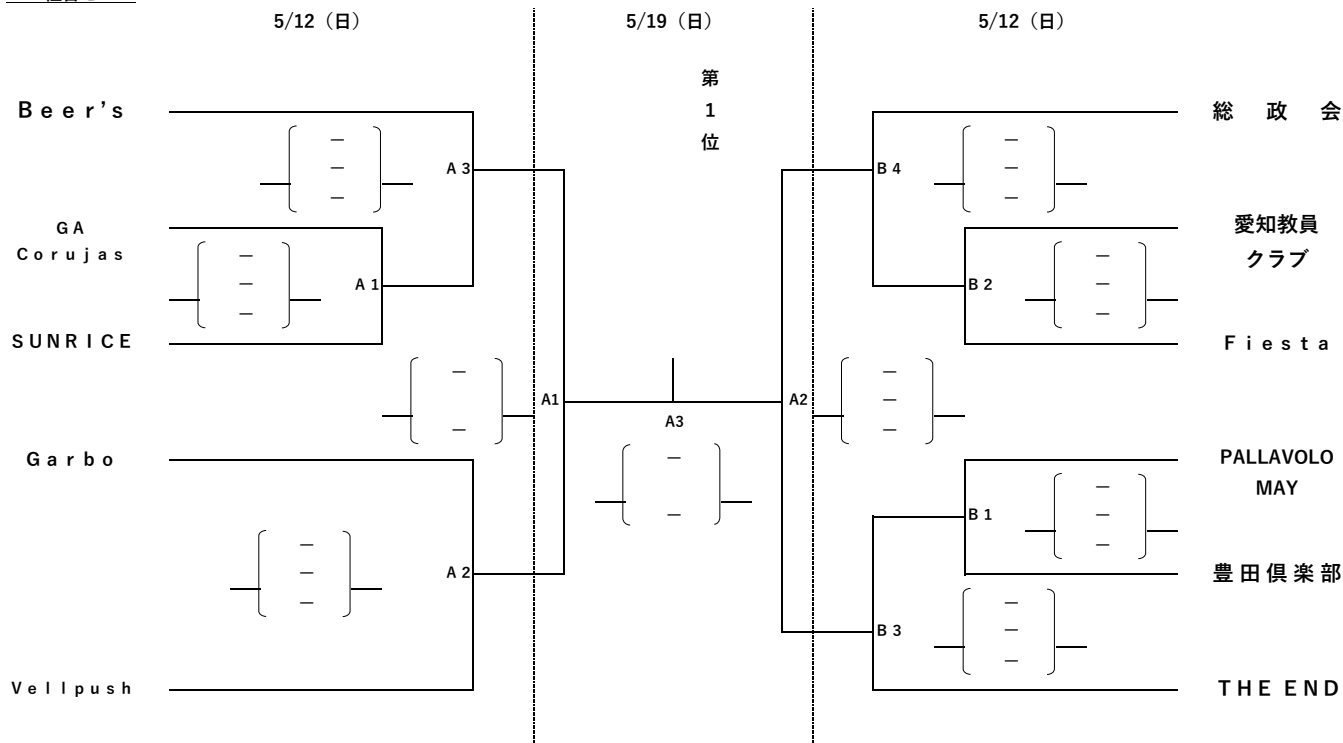 5/12（日）
5/19（日）
5/12（日）
第
1
位
Beer's
総 政 会
A3
B4
GA
Corujas
愛知教員
クラブ
A1
B2
SUNRICE
Fiesta
A1
A2
A3
Garbo
PALLAVOLO
MAY
B1
A2
豊田倶楽部
B3
Vellpush
THE END